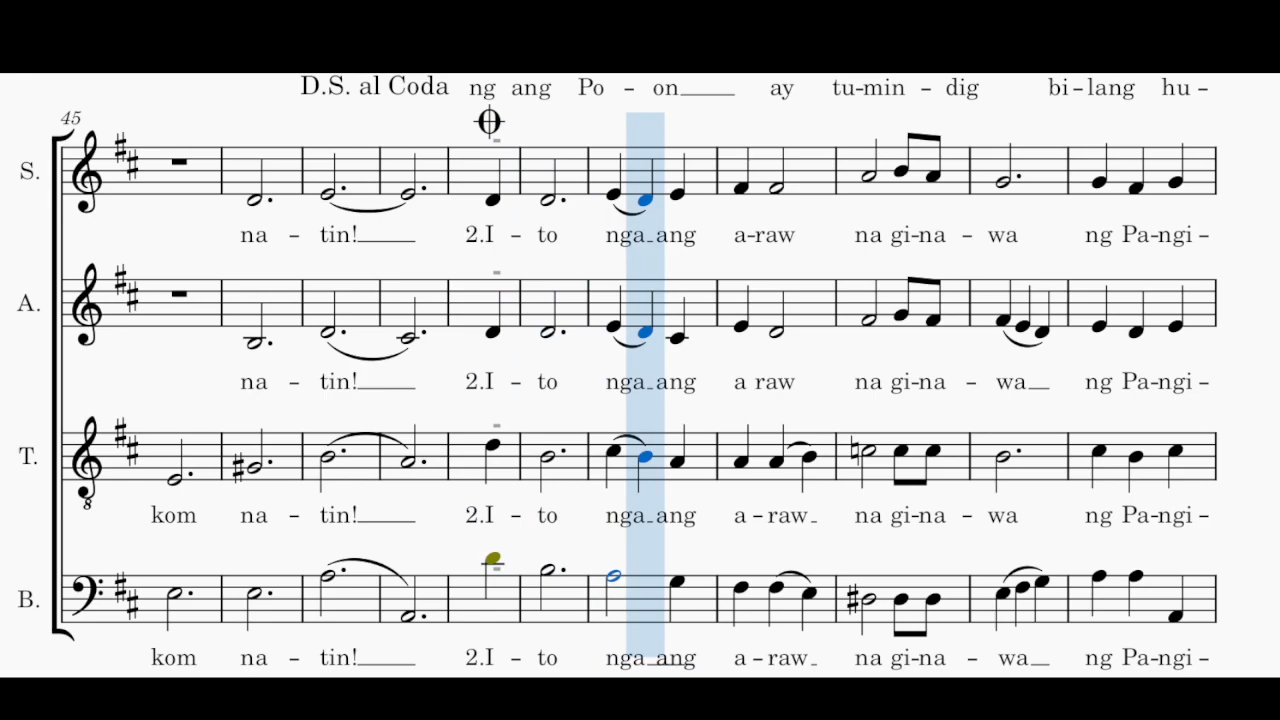 D.S. al Coda ng ang Po - on____ ay tu-min - dig bi-lang hu -
45
S.
na - tin!____ 2.I - to nga_ang a-raw na gi-na - wa ng Pa-ngi -
A.
na - tin!____ 2.I - to nga_ang a raw na gi-na - wa__ ng Pa-ngi -
T.
kom na - tin!____ 2.I - to nga_ang a - raw_ na gi-na - wa ng Pa-ngi -
B.
kom na - tin!____ 2.I - to nga__ang a - raw_ na gi-na - wa__ ng Pa-ngi -